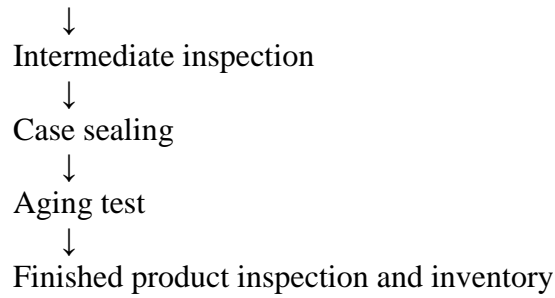 ↓
Intermediate inspection
↓
Case sealing
↓
Aging test
↓
Finished product inspection and inventory